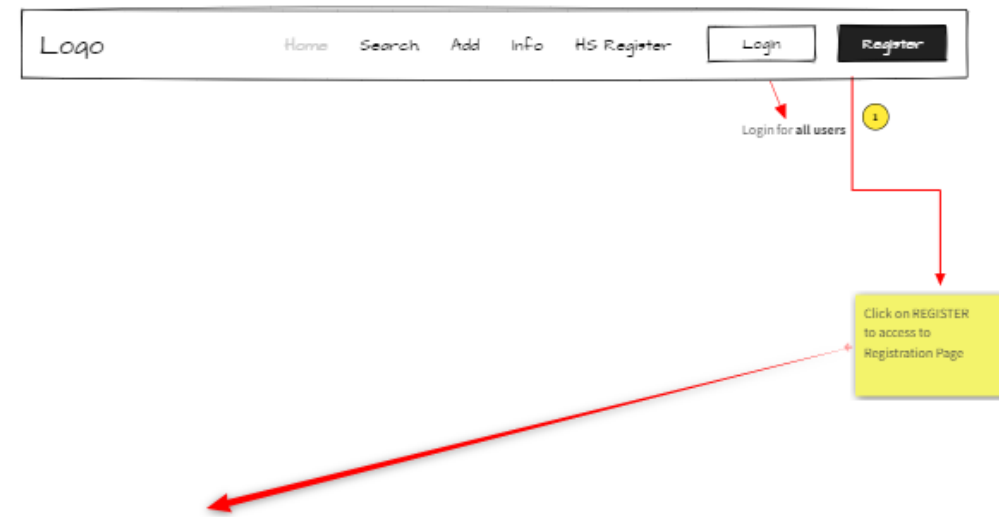 Logo Home Search Add Info HS Register Login Register
1
Login for all users
Click on REGISTER
to access to
Registration Page